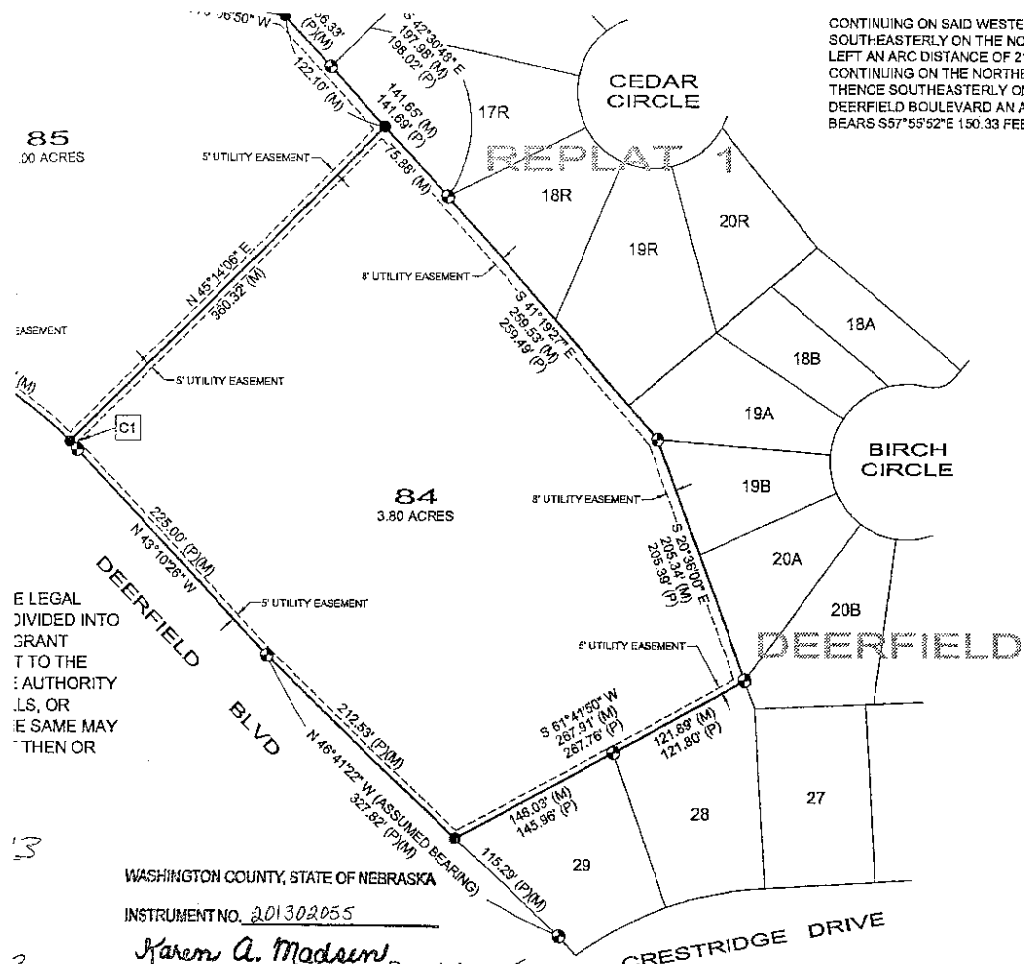 CONTINUING ON SAID WESTE
SOUTHEASTERLY ON THE NO
LEFT AN ARC DISTANCE OF 2
CONTINUING ON THE NORTHE
THENCE SOUTHEASTERLY ON
DEERFIELD BOULEVARD AN A
BEARS S57°55'52"E 150.33 FEE
06'50" W
(P)(M)
122.10' (M)
S 42°30'48" E
197.98' (M)
198.02' (P)
141.65' (M)
141.69' (P)
75.88' (M)
17R
CEDAR
CIRCLE
REPLAT 1
85
.00 ACRES
5' UTILITY EASEMENT
18R
19R
20R
8' UTILITY EASEMENT
N 45°14'06" E
360.32' (M)
S 41°19'27" E
259.53' (M)
259.49' (P)
EASEMENT
5' UTILITY EASEMENT
(M)
C1
18A
18B
19A
19B
20A
20B
BIRCH
CIRCLE
84
3.80 ACRES
8' UTILITY EASEMENT
S 20°36'00" E
205.34' (M)
205.39' (P)
225.00' (P)(M)
N 43°10'26" W
DEERFIELD
BLVD
5' UTILITY EASEMENT
UTILITY EASEMENT
DEERFIELD
E LEGAL
DIVIDED INTO
GRANT
T TO THE
E AUTHORITY
LS, OR
E SAME MAY
THEN OR
212.53' (P)(M)
N 46°41'22" W (ASSUMED BEARING)
327.82' (P)(M)
S 61°41'50" W
267.91' (M)
267.76' (P)
121.89' (M)
121.80' (P)
145.96' (P)
115.29' (P)(M)
29
28
27
CRESTRIDGE DRIVE
WASHINGTON COUNTY, STATE OF NEBRASKA
INSTRUMENT NO. 201302055
Karen A. Madsen